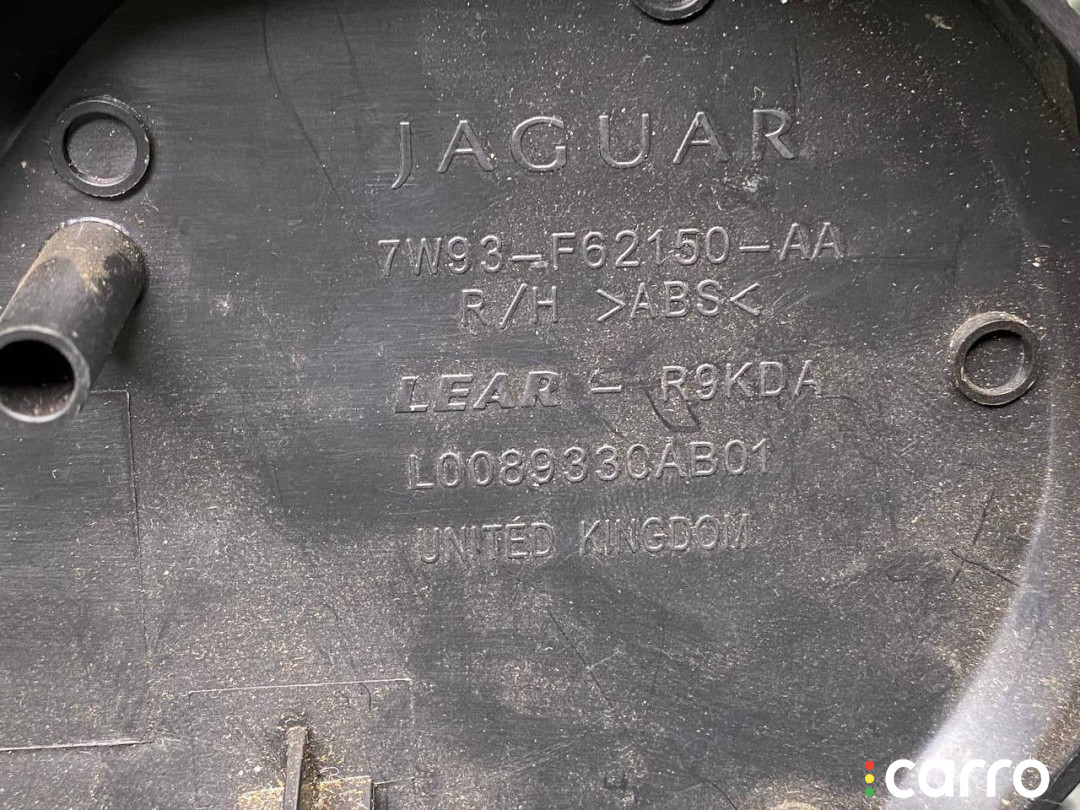 JAGUAR
7W93-F62150-AA
R/H >ABS<
LEAR - R9KDA
L0089330AB01
UNITED KINGDOM
carro